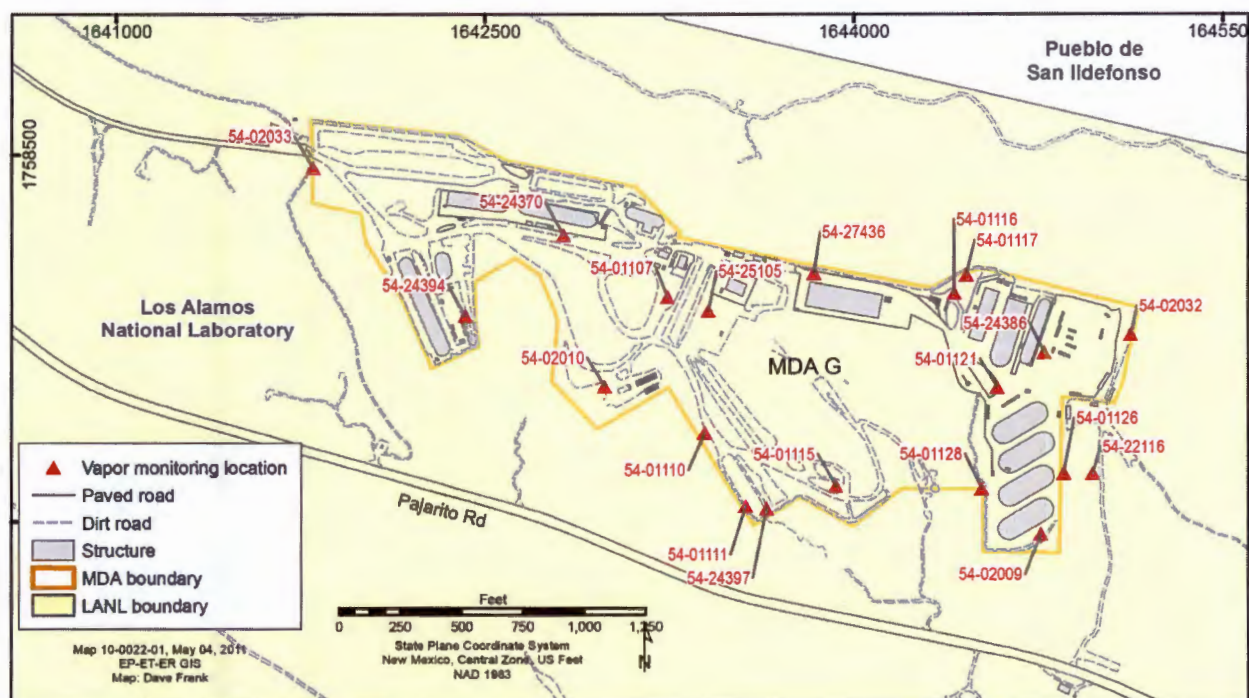 1641000
1642500
1644000
1645500
Pueblo de
San Ildefonso
1758500
54-02033
54-24370
54-27436
54-01116
54-01117
54-01107
54-25105
54-02032
54-24394
54-24386
Los Alamos
National Laboratory
54-01121
54-02010
MDA G
54-01126
54-22116
54-01110
54-01115
54-01128
54-01111
54-24397
54-02009
Pajarito Rd
Vapor monitoring location
Paved road
Dirt road
Structure
MDA boundary
LANL boundary
Feet
0 250 500 750 1,000 1,250
State Plane Coordinate System
New Mexico, Central Zone, US Feet
NAD 1983
N
Map 10-0022-01, May 04, 2011
EP-ET-ER GIS
Map: Dave Frank